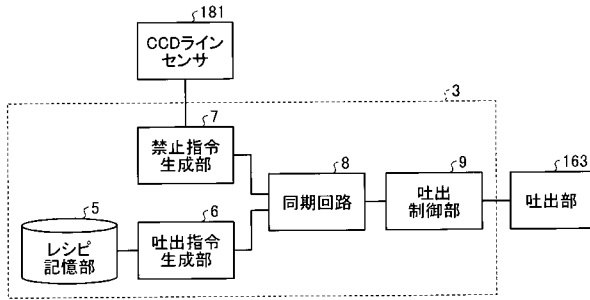 181
CCDライン
センサ
3
7
禁止指令
生成部
8
同期回路
9
吐出
制御部
163
吐出部
5
レシピ
記憶部
6
吐出指令
生成部